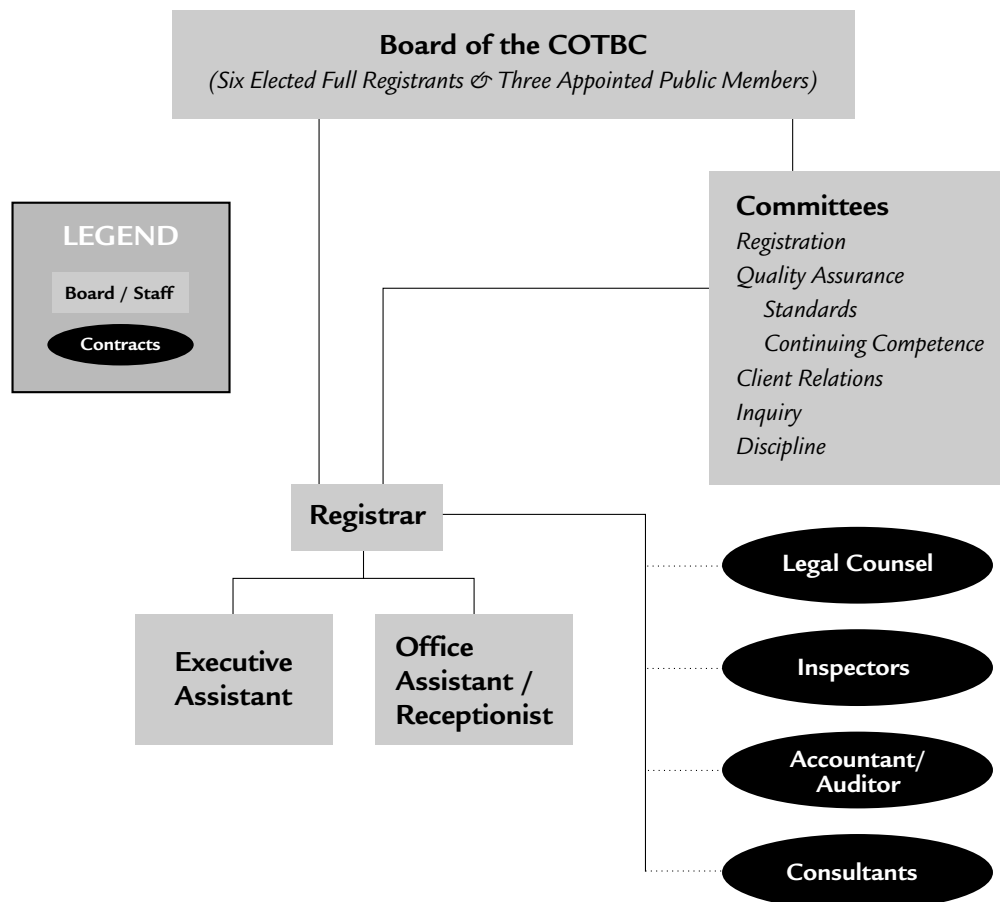 Board of the COTBC
(Six Elected Full Registrants & Three Appointed Public Members)
LEGEND
Board / Staff
Contracts
Committees
Registration
Quality Assurance
Standards
Continuing Competence
Client Relations
Inquiry
Discipline
Registrar
Executive
Assistant
Office
Assistant /
Receptionist
Legal Counsel
Inspectors
Accountant/
Auditor
Consultants